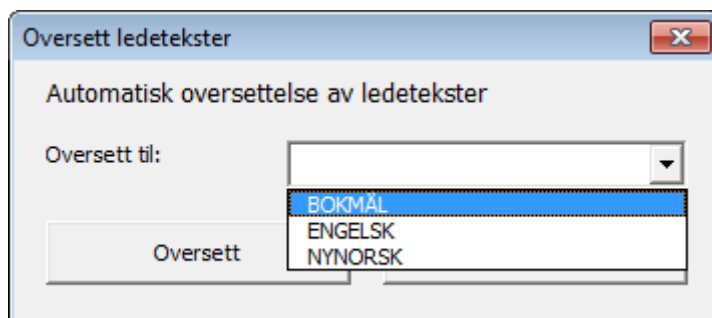 Oversett ledetekster
Automatisk oversettelse av ledetekster
Oversett til:
BOKMÅL
ENGELSK
NYNORSK
Oversett